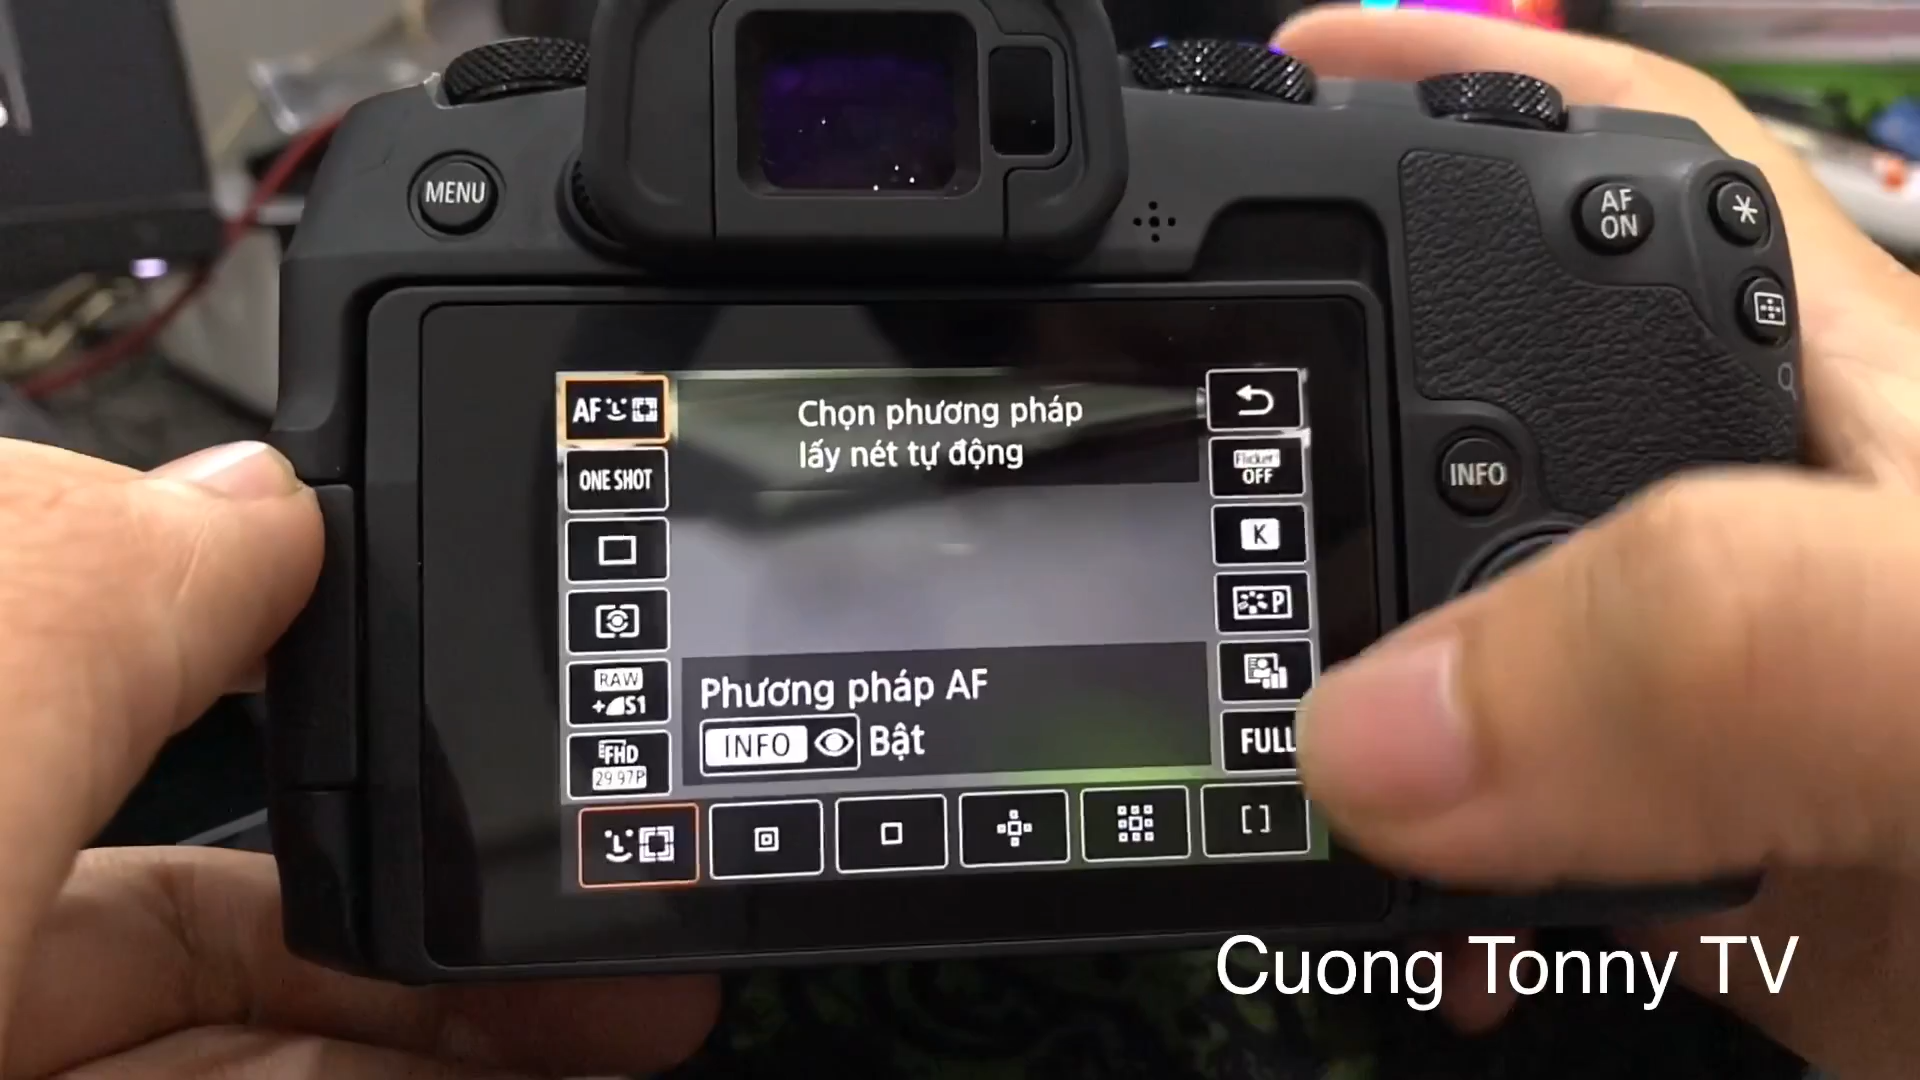 MENU
AF
ON
INFO
AF
Chọn phương pháp
lấy nét tự động
ONE SHOT
Flicker
OFF
K
P
RAW
+S1
Phương pháp AF
INFO Bật
FULL
FHD
29.97P
Cuong Tonny TV